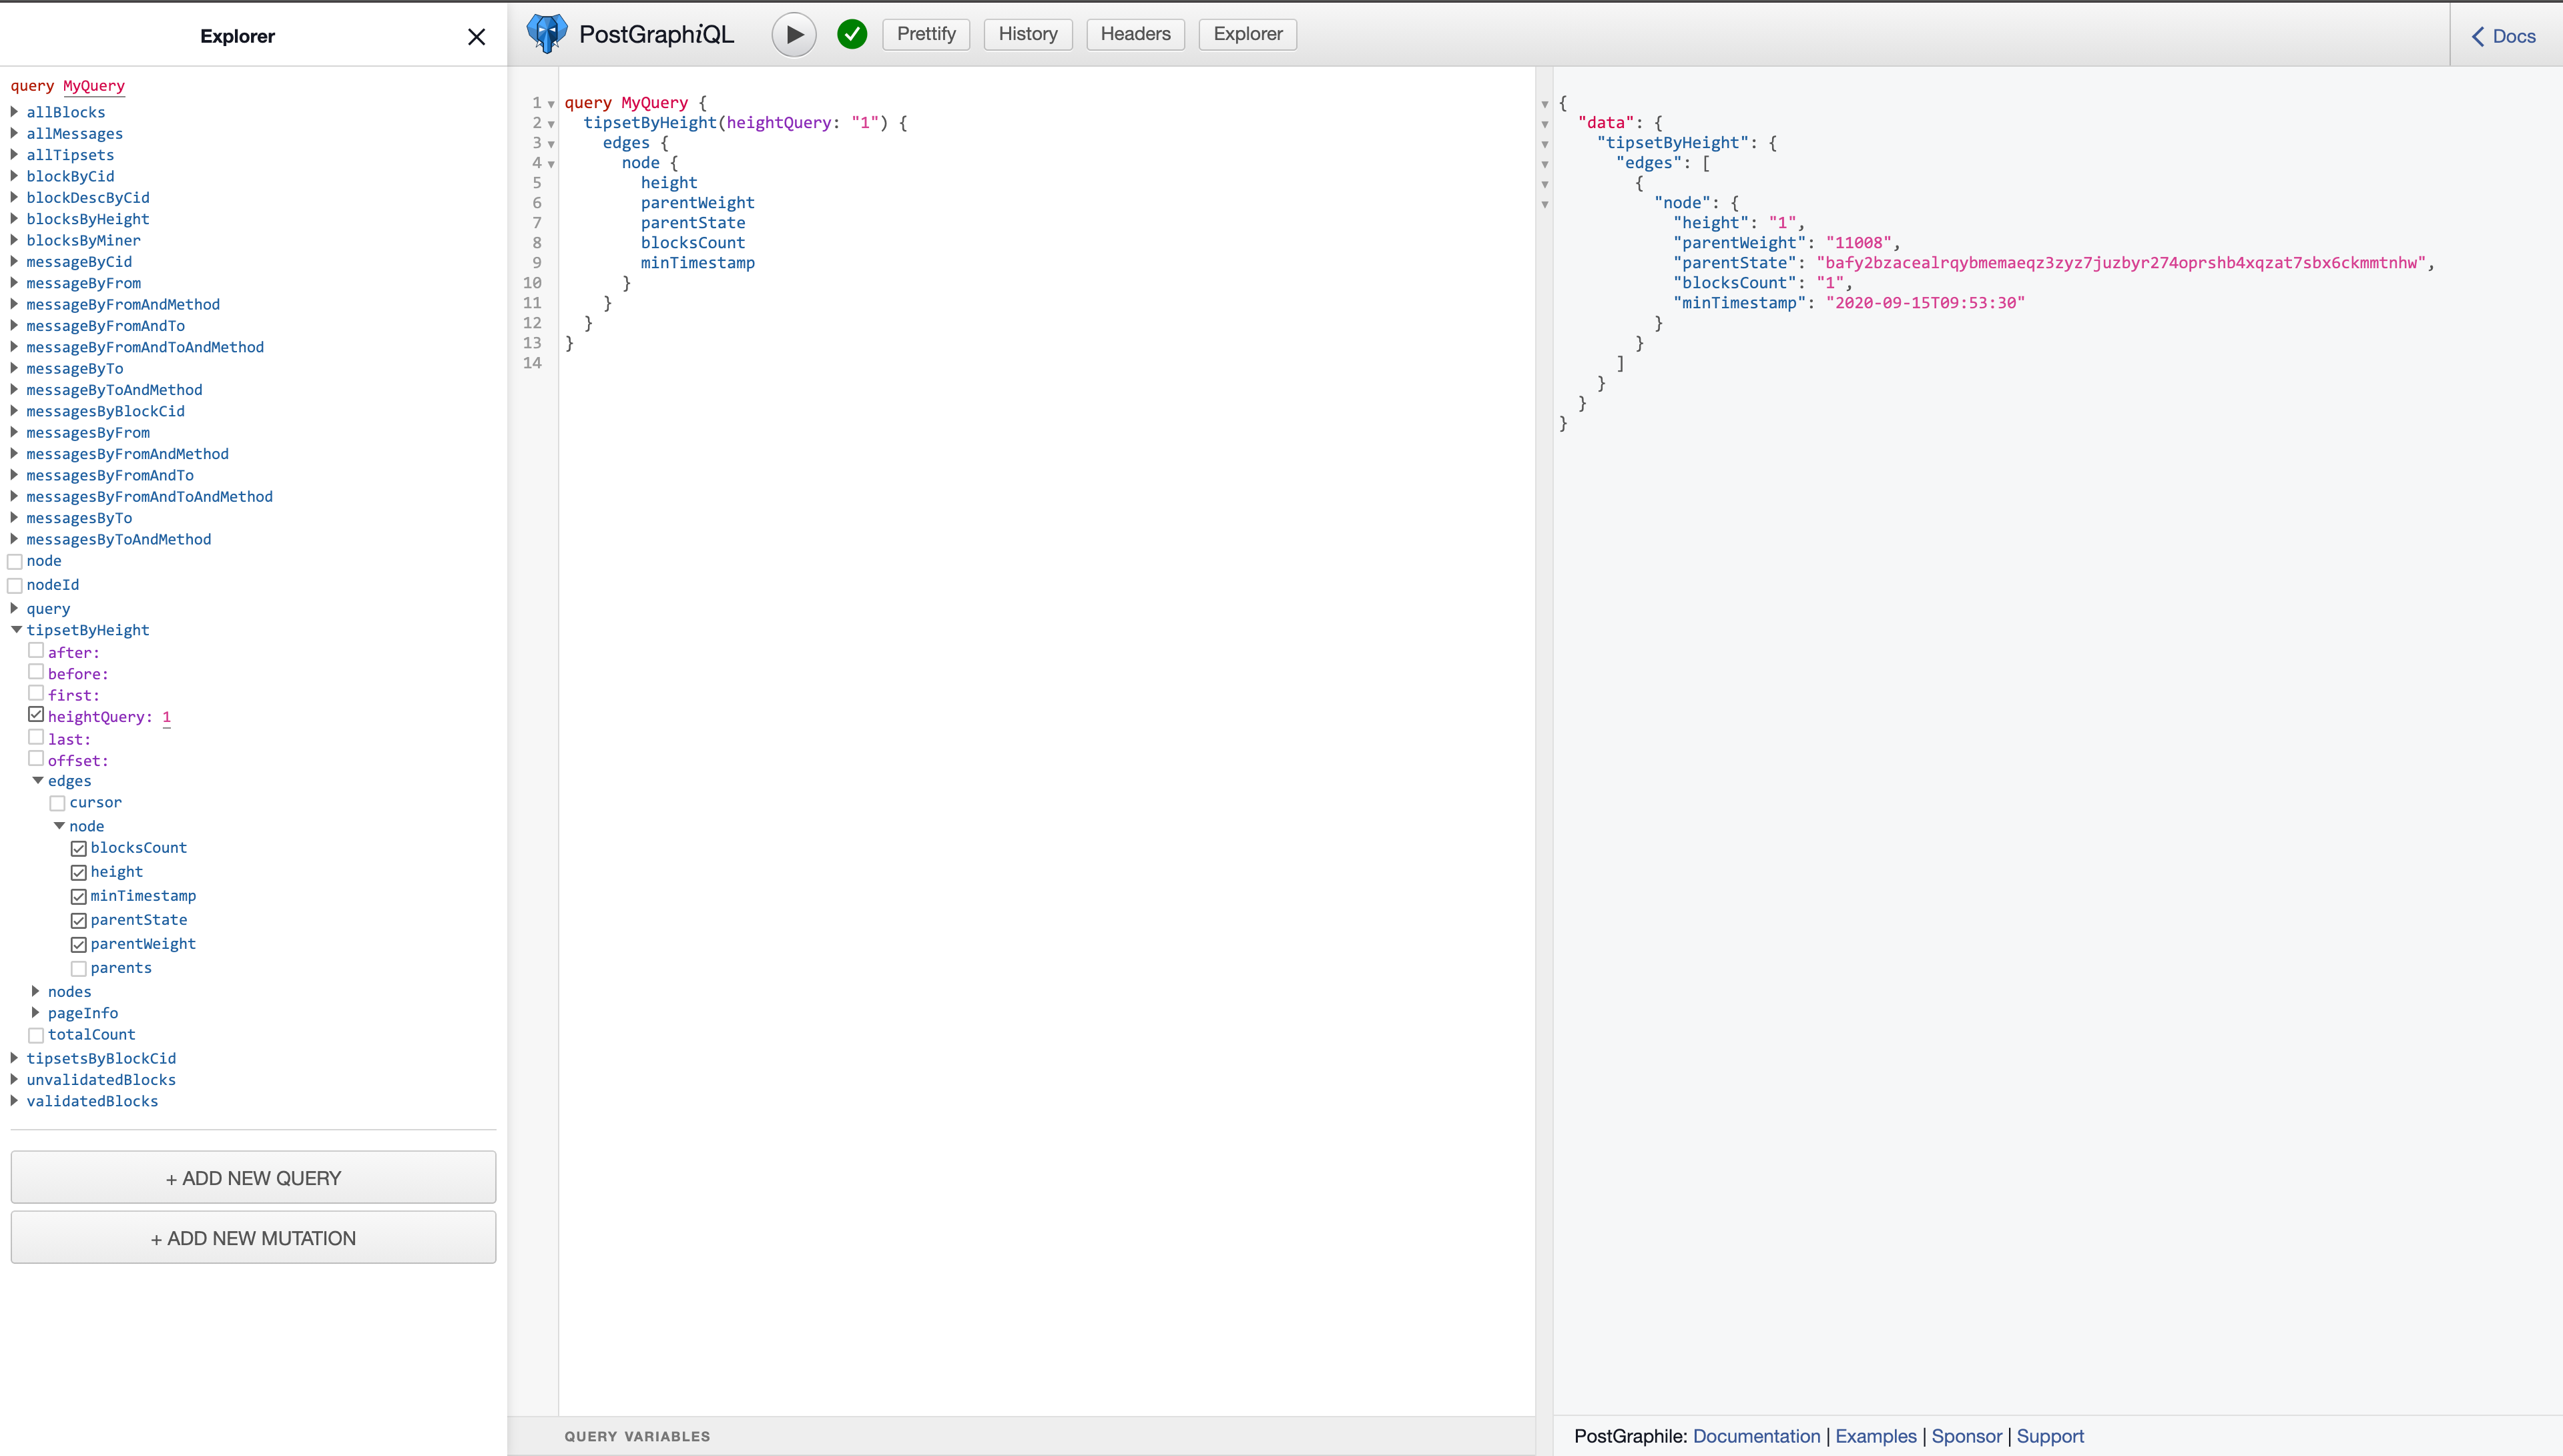 Explorer
query MyQuery
allBlocks
allMessages
allTipsets
blockByCid
blockDescByCid
blocksByHeight
blocksByMiner
messageByCid
messageByFrom
messageByFromAndMethod
messageByFromAndTo
messageByFromAndToAndMethod
messageByTo
messageByToAndMethod
messagesByBlockCid
messagesByFrom
messagesByFromAndMethod
messagesByFromAndTo
messagesByFromAndToAndMethod
messagesByTo
messagesByToAndMethod
node
nodeId
query
tipsetByHeight
after:
before:
first:
heightQuery: 1
last:
offset:
edges
cursor
node
blocksCount
height
minTimestamp
parentState
parentWeight
parents
nodes
pageInfo
totalCount
tipsetsByBlockCid
unvalidatedBlocks
validatedBlocks
+ ADD NEW QUERY
+ ADD NEW MUTATION
PostGraphiQL
Prettify
History
Headers
Explorer
Docs
1 query MyQuery {
2 tipsetByHeight(heightQuery: "1") {
3 edges {
4 node {
5 height
6 parentWeight
7 parentState
8 blocksCount
9 minTimestamp
10 }
11 }
12 }
13 }
14
QUERY VARIABLES
{
"data": {
"tipsetByHeight": {
"edges": [
{
"node": {
"height": "1",
"parentWeight": "11008",
"parentState": "bafy2bzacealrqybmemaeqz3zyz7juzbyr274oprshb4xqzat7sbx6ckmmtnhw",
"blocksCount": "1",
"minTimestamp": "2020-09-15T09:53:30"
}
}
]
}
}
}
PostGraphile: Documentation | Examples | Sponsor | Support